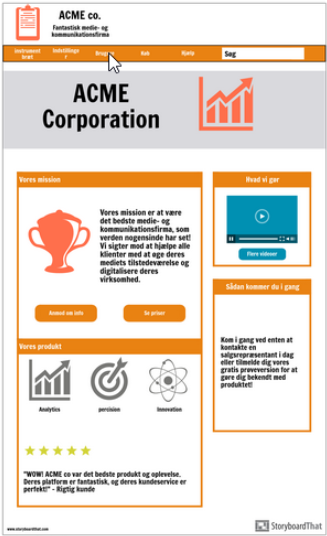 ACME co.
Fantastisk medie- og
kommunikationsfirma
Instrument
bræt
Indstillinge
r
Køb
Hjælp
Søg
ACME
Corporation
Vores mission
Vores mission er at være
det bedste medie- og
kommunikationsfirma, som
verden nogensinde har set!
Vi sigter mod at hjælpe alle
klienter med at øge deres
mediets tilstedeværelse og
digitalisere deres
virksomhed.
Anmod om info
Se priser
Hvad vi gør
Flere videoer
Sådan kommer du i gang
Kom i gang ved enten at
kontakte en
salgsrepræsentant i dag
eller tilmelde dig vores
gratis prøveversion for at
gøre dig bekendt med
produktet!
Vores produkt
Analytics
percision
Innovation
"WOW! ACME co var det bedste produkt og oplevelse.
Deres platform er fantastisk, og deres kundeservice er
perfekt!" - Rigtig kunde
www.storyboardthat.com
StoryboardThat